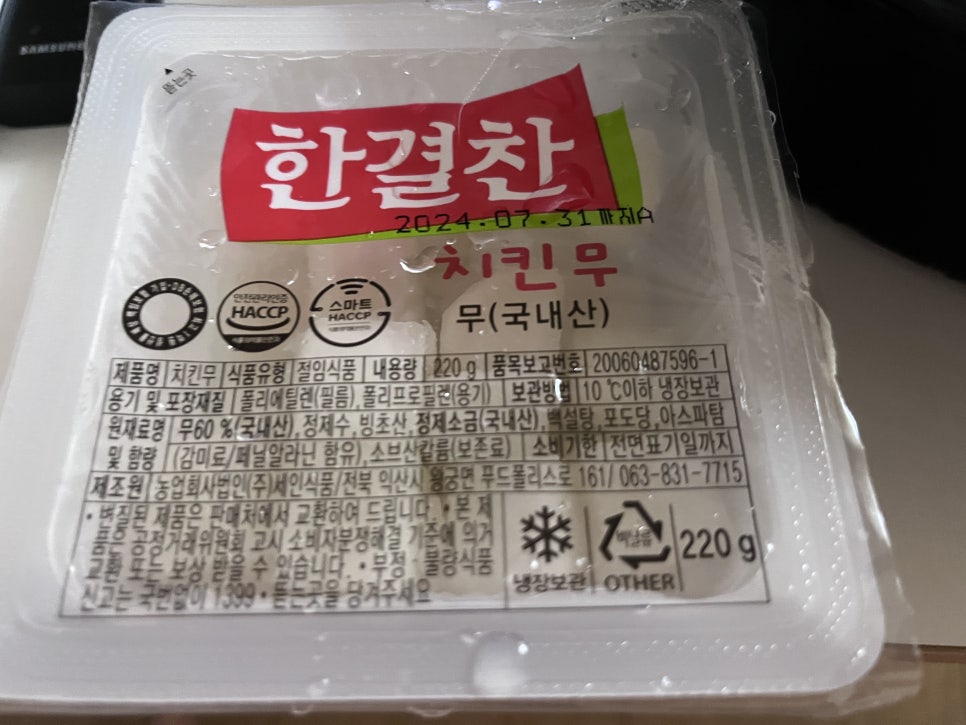 SAMSUNG
뜯는곳
한결찬
2024.07.31까지A
치킨무
무(국내산)
안전관리인증
HACCP
스마트
HACCP
제품명 치킨무 식품유형 절임식품 내용량 220 g 품목보고번호 20060487596-1
용기 및 포장재질 폴리에틸렌(필름), 폴리프로필렌(용기) 보관방법 10 ℃이하 냉장보관
원재료명 무60 %(국내산), 정제수, 빙초산, 정제소금(국내산), 백설탕, 포도당, 아스파탐
및 함량 (감미료/페닐알라닌 함유), 소브산칼륨(보존료) 소비기한 전면표기일까지
제조원 농업회사법인(주)세인식품/전북 익산시 왕궁면 푸드폴리스로 161/ 063-831-7715
• 변질된 제품은 판매처에서 교환하여 드립니다. • 본 제
품은 공정거래위원회 고시 소비자분쟁해결 기준에 의거
교환 또는 보상 받을 수 있습니다. • 부정 · 불량식품
신고는 국번없이 1399 • 뜯는곳을 당겨주세요
냉장보관
비닐류
OTHER
220 g